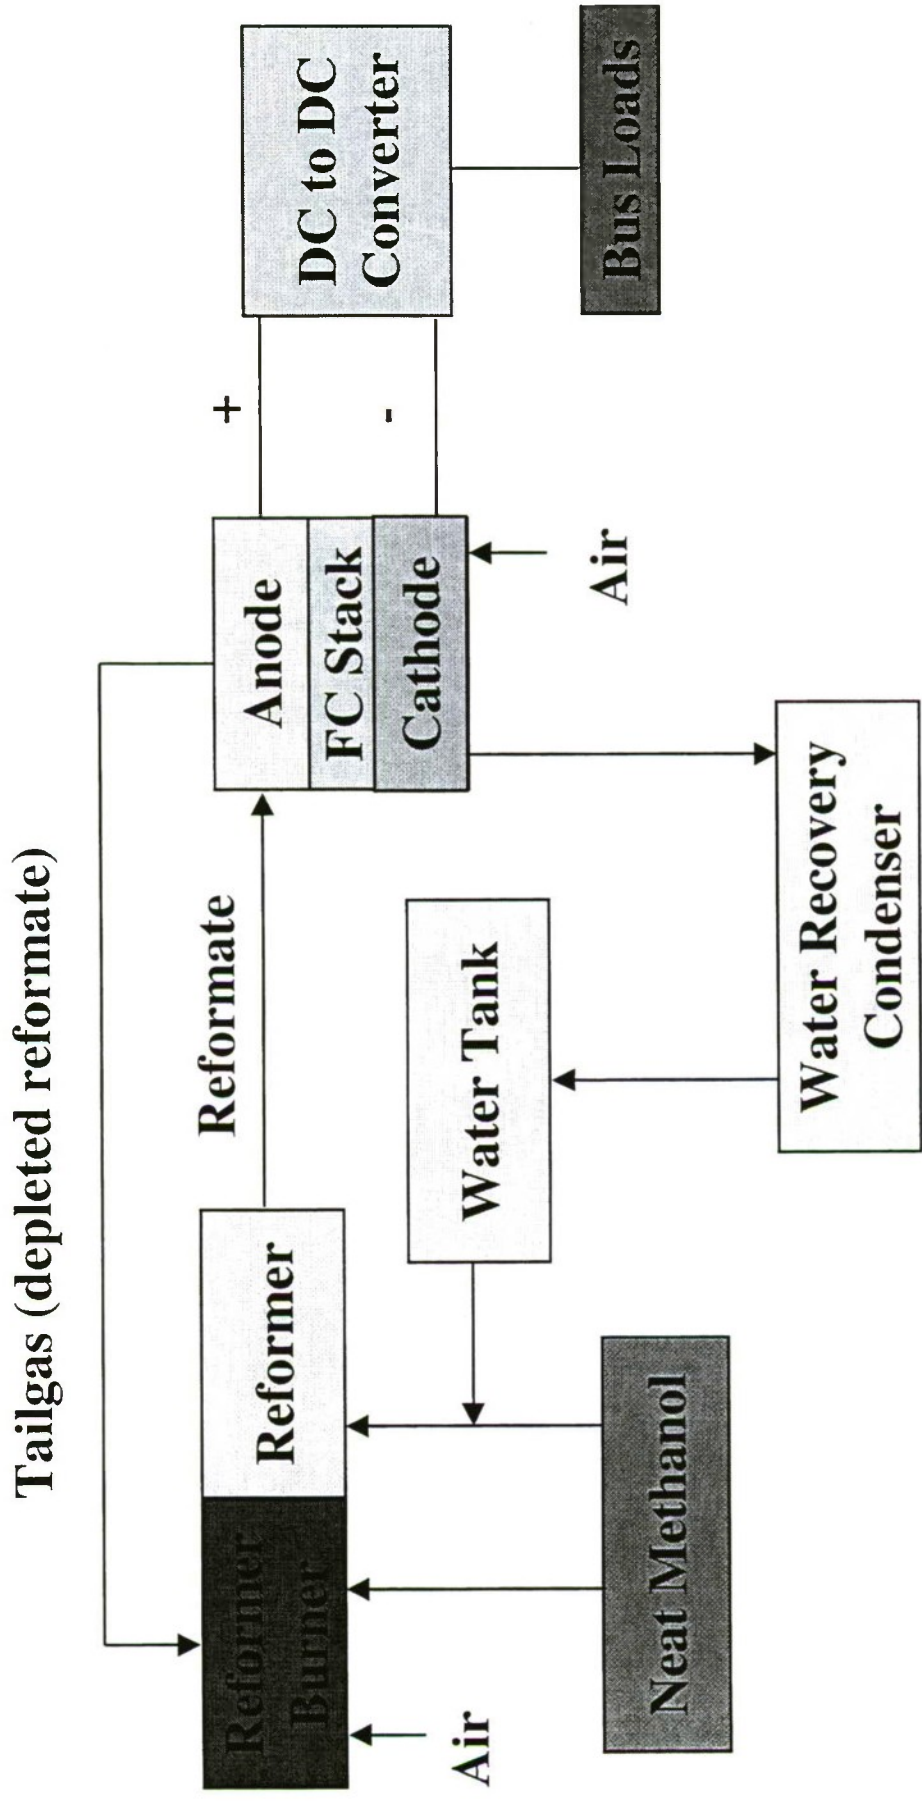 Tailgas (depleted reformate)
Reformer
Burner
Reformer
Reformate
Anode
FC Stack
Cathode
+
-
DC to DC
Converter
Bus Loads
Air
Air
Water Tank
Neat Methanol
Water Recovery
Condenser